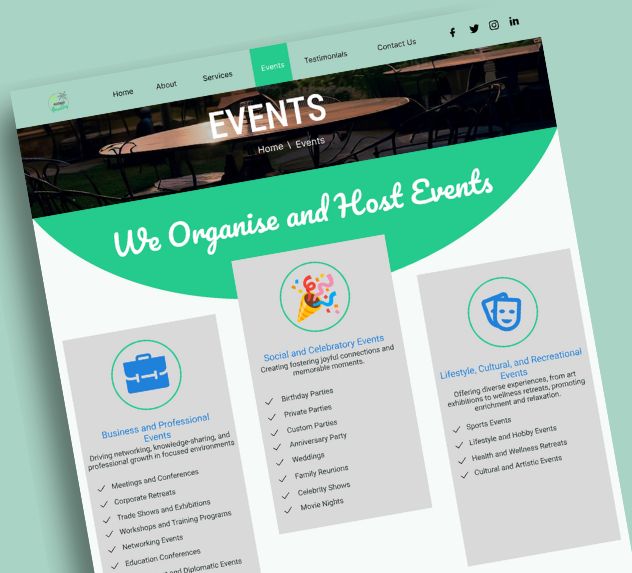 Home About Services Events Testimonials Contact Us
EVENTS
Home \ Events
We Organise and Host Events
Business and Professional
Events
Driving networking, knowledge-sharing, and
professional growth in focused environments
Meetings and Conferences
Corporate Retreats
Trade Shows and Exhibitions
Workshops and Training Programs
Networking Events
Education Conferences
and Diplomatic Events
Social and Celebratory Events
Creating fostering joyful connections and
memorable moments.
Birthday Parties
Private Parties
Custom Parties
Anniversary Party
Weddings
Family Reunions
Celebrity Shows
Movie Nights
Lifestyle, Cultural, and Recreational
Events
Offering diverse experiences, from art
exhibitions to wellness retreats, promoting
enrichment and relaxation.
Sports Events
Lifestyle and Hobby Events
Health and Wellness Retreats
Cultural and Artistic Events